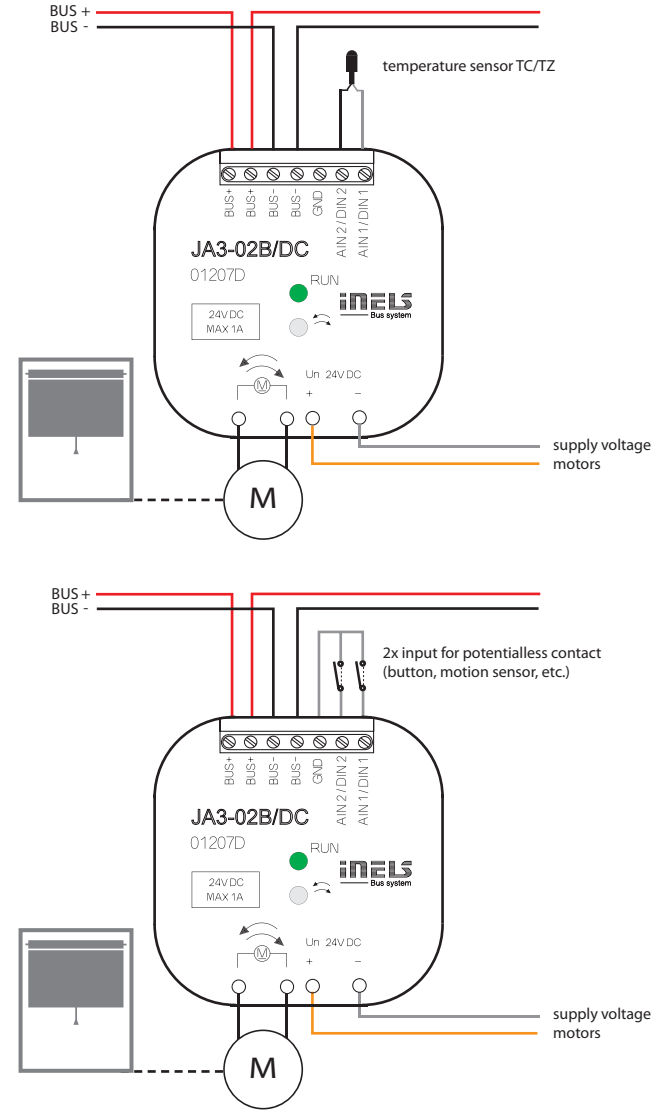 BUS +
BUS -
temperature sensor TC/TZ
BUS+
BUS+
BUS-
BUS-
GND
AIN 2 / DIN 2
AIN 1 / DIN 1
JA3-02B/DC
01207D
RUN
iNELS
Bus system
24V DC
MAX 1A
M
Un 24V DC
+ –
supply voltage
motors
M
BUS +
BUS -
2x input for potentialless contact
(button, motion sensor, etc.)
BUS+
BUS+
BUS-
BUS-
GND
AIN 2 / DIN 2
AIN 1 / DIN 1
JA3-02B/DC
01207D
RUN
iNELS
Bus system
24V DC
MAX 1A
M
Un 24V DC
+ –
supply voltage
motors
M